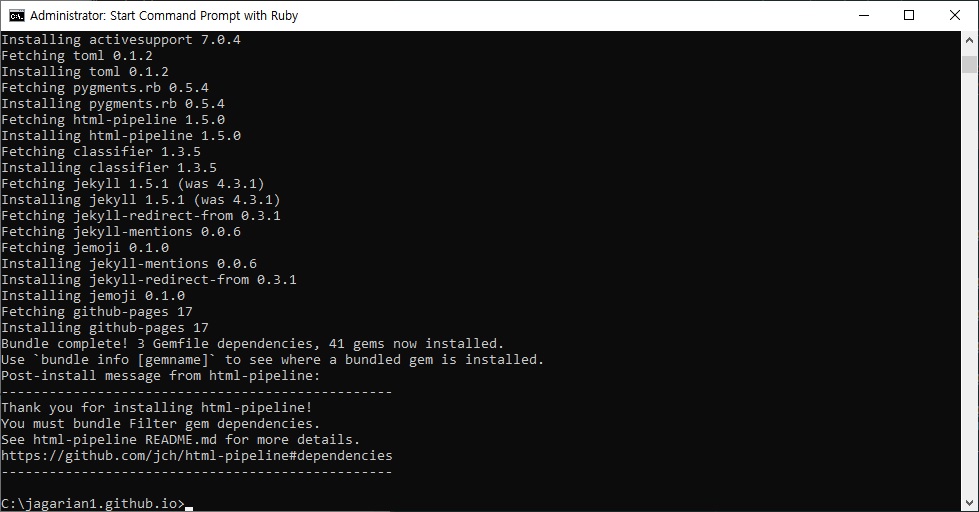 Administrator: Start Command Prompt with Ruby
Installing activesupport 7.0.4
Fetching toml 0.1.2
Installing toml 0.1.2
Fetching pygments.rb 0.5.4
Installing pygments.rb 0.5.4
Fetching html-pipeline 1.5.0
Installing html-pipeline 1.5.0
Fetching classifier 1.3.5
Installing classifier 1.3.5
Fetching jekyll 1.5.1 (was 4.3.1)
Installing jekyll 1.5.1 (was 4.3.1)
Fetching jekyll-redirect-from 0.3.1
Fetching jekyll-mentions 0.0.6
Fetching jemoji 0.1.0
Installing jekyll-mentions 0.0.6
Installing jekyll-redirect-from 0.3.1
Installing jemoji 0.1.0
Fetching github-pages 17
Installing github-pages 17
Bundle complete! 3 Gemfile dependencies, 41 gems now installed.
Use `bundle info [gemname]` to see where a bundled gem is installed.
Post-install message from html-pipeline:
-------------------------------------------------
Thank you for installing html-pipeline!
You must bundle Filter gem dependencies.
See html-pipeline README.md for more details.
https://github.com/jch/html-pipeline#dependencies
-------------------------------------------------
C:\jagarian1.github.io>